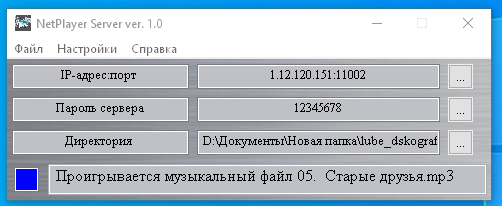 NetPlayer Server ver. 1.0
Файл Настройки Справка
IP-адрес:порт 1.12.120.151:11002 ...
Пароль сервера 12345678 ...
Директория D:\Документы\Новая папка\lube_dskograf ...
Проигрывается музыкальный файл 05. Старые друзья.mp3